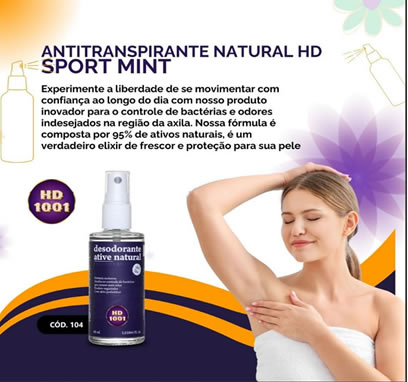 ANTITRANSPIRANTE NATURAL HD
SPORT MINT
Experimente a liberdade de se movimentar com
confiança ao longo do dia com nosso produto
inovador para o controle de bactérias e odores
indesejados na região da axila. Nossa fórmula é
composta por 95% de ativos naturais, é um
verdadeiro elixir de frescor e proteção para sua pele
HD
1001
desodorante
ative natural
HD
1001
CÓD. 104